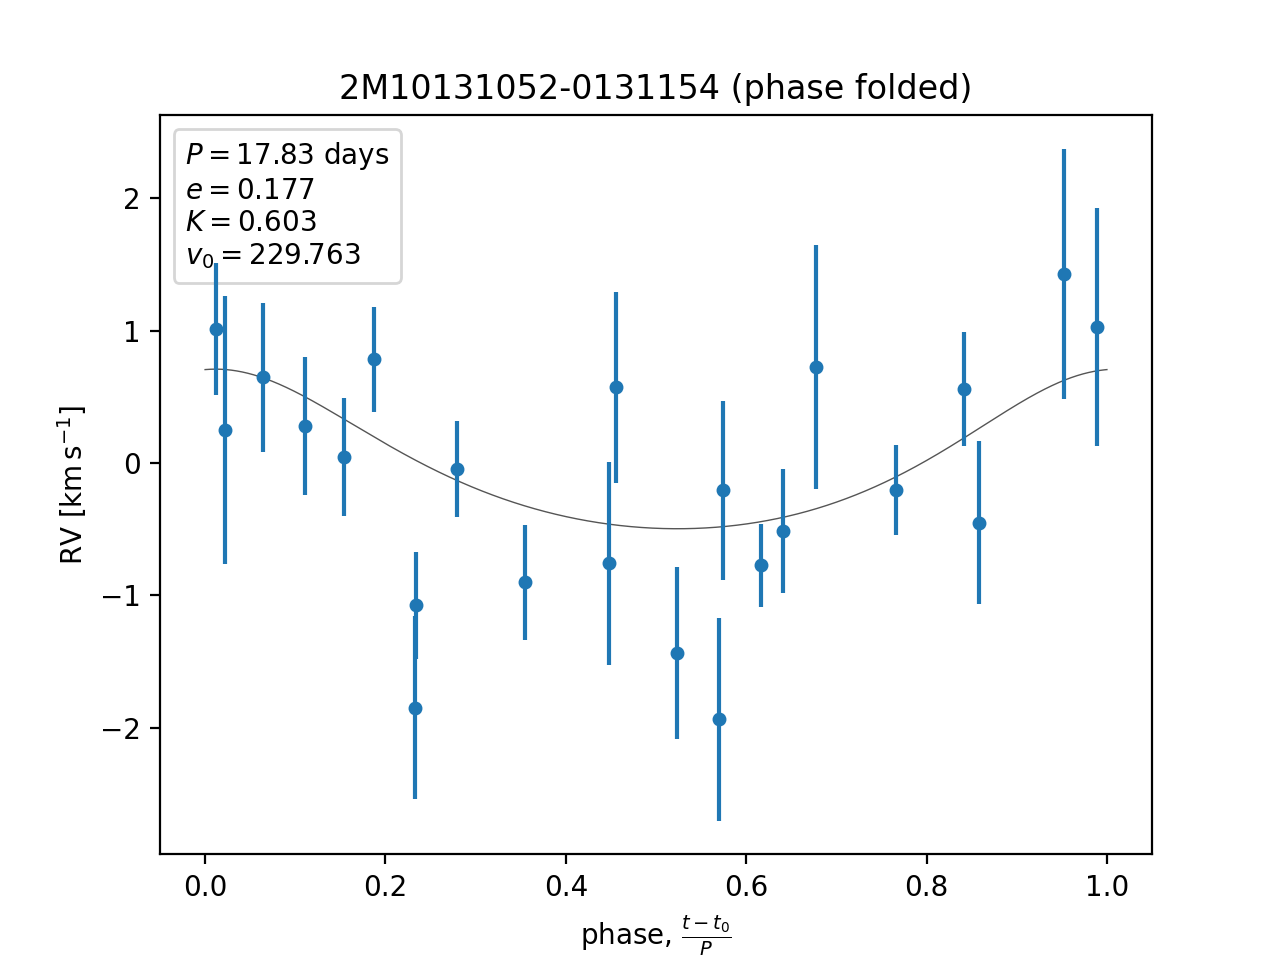 2M10131052-0131154 (phase folded)
P = 17.83 days
e = 0.177
K = 0.603
v₀ = 229.763
RV [km s⁻¹]
2
1
0
−1
−2
0.0 0.2 0.4 0.6 0.8 1.0
phase, (t − t₀)/P